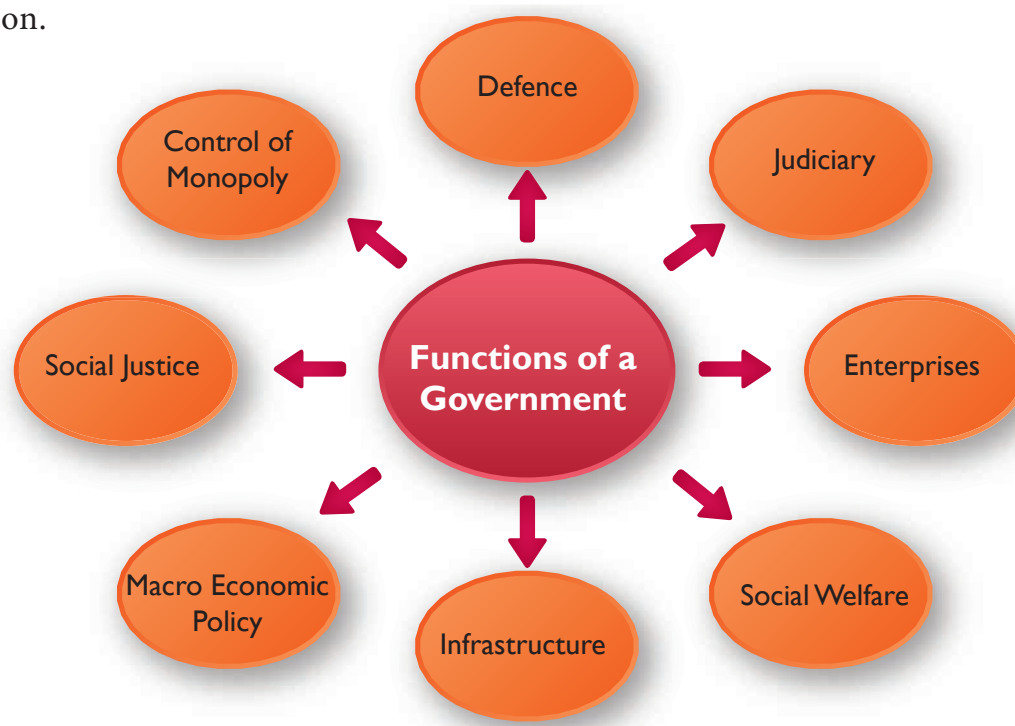 on.
Defence
Control of
Monopoly
Judiciary
Social Justice
Functions of a
Government
Enterprises
Macro Economic
Policy
Infrastructure
Social Welfare